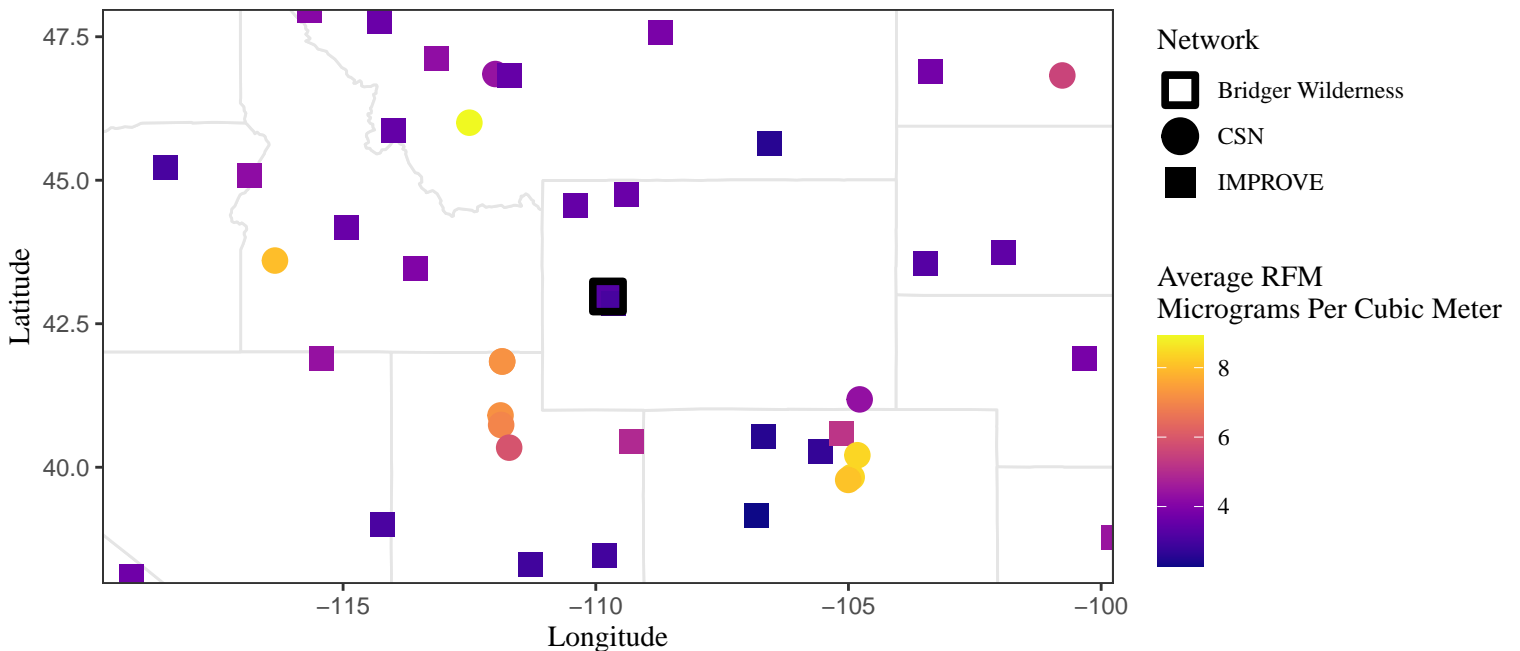 47.5
45.0
42.5
40.0
Latitude
−115
−110
−105
−100
Longitude
Network
Bridger Wilderness
CSN
IMPROVE
Average RFM
Micrograms Per Cubic Meter
8
6
4